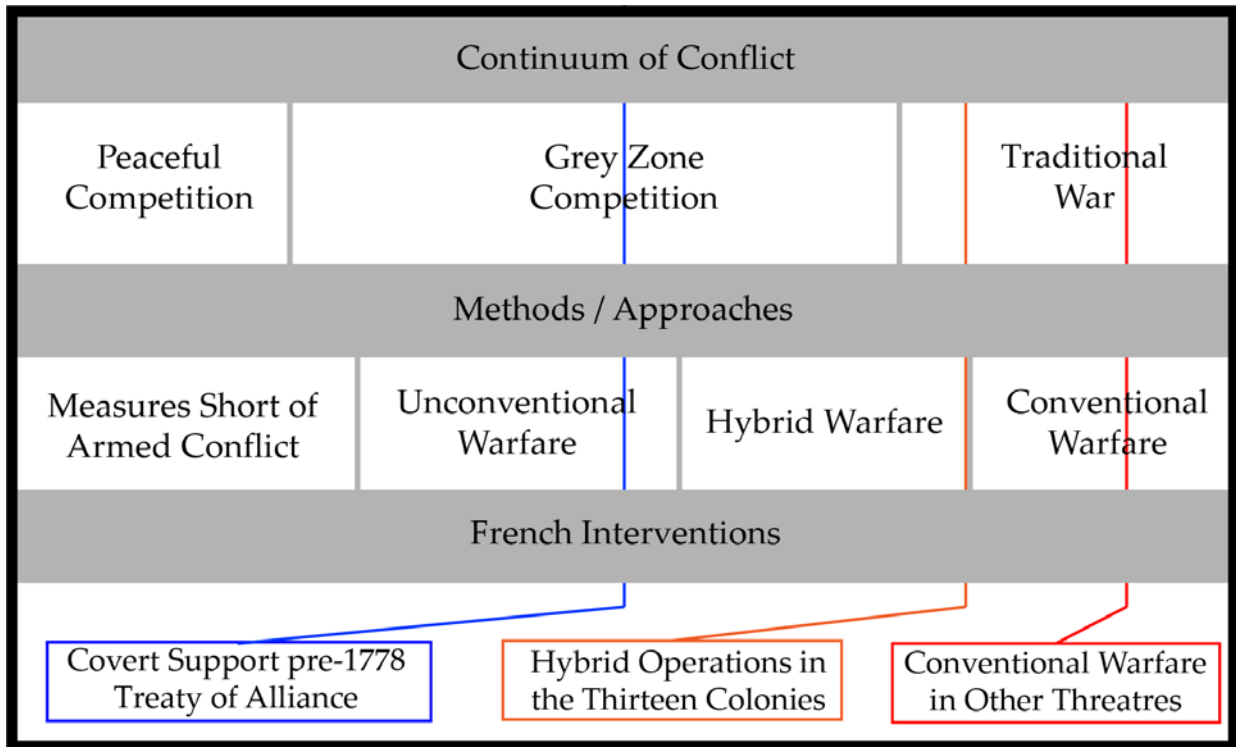 Continuum of Conflict
Peaceful
Competition
Grey Zone
Competition
Traditional
War
Methods / Approaches
Measures Short of
Armed Conflict
Unconventional
Warfare
Hybrid Warfare
Conventional
Warfare
French Interventions
Covert Support pre-1778
Treaty of Alliance
Hybrid Operations in
the Thirteen Colonies
Conventional Warfare
in Other Threatres